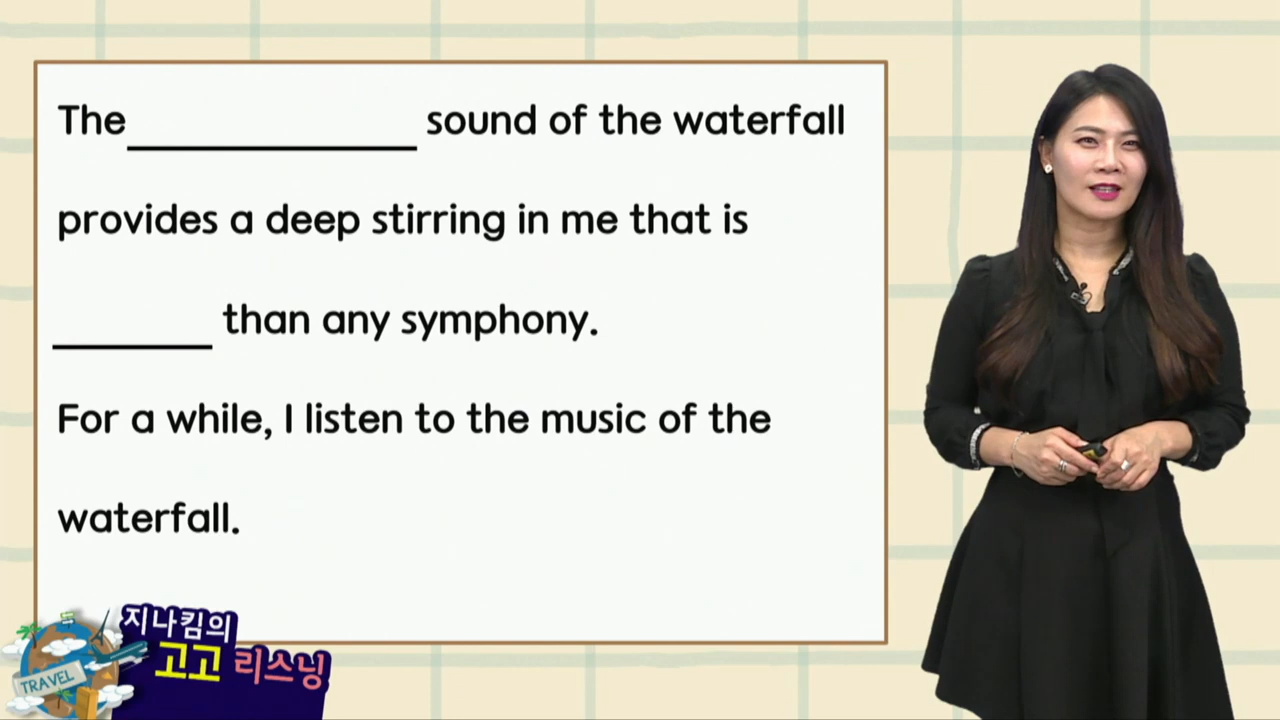 The ______________ sound of the waterfall
provides a deep stirring in me that is
________ than any symphony.
For a while, I listen to the music of the
waterfall.
지나킴의
고고 리스닝
TRAVEL